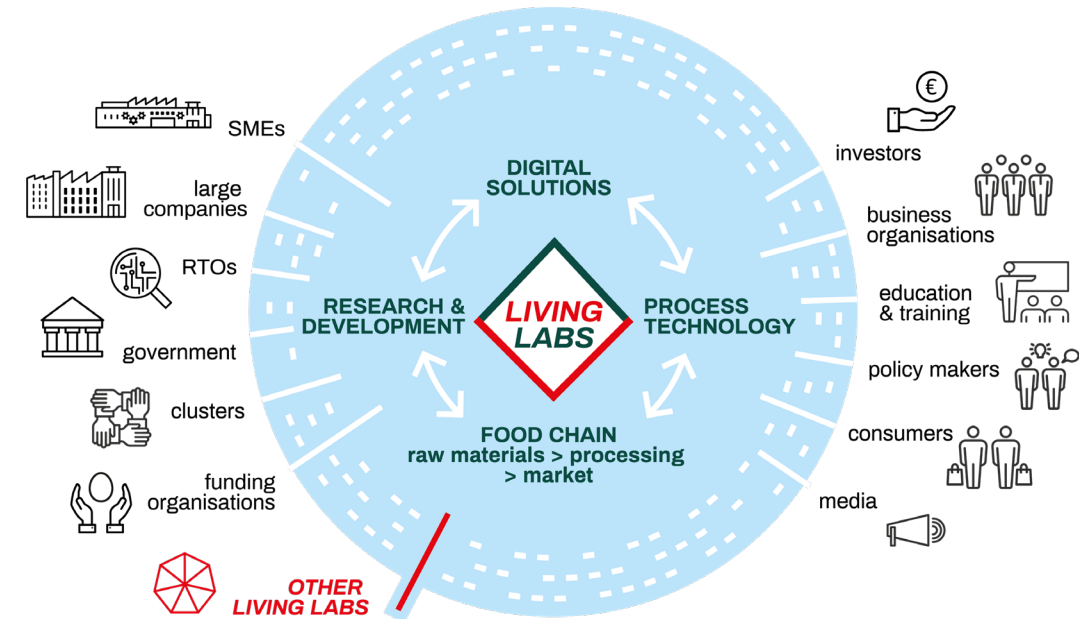 SMEs
large
companies
RTOs
government
clusters
funding
organisations
OTHER
LIVING LABS
DIGITAL
SOLUTIONS
RESEARCH &
DEVELOPMENT
LIVING
LABS
PROCESS
TECHNOLOGY
FOOD CHAIN
raw materials > processing
> market
€
investors
business
organisations
education
& training
policy makers
consumers
media